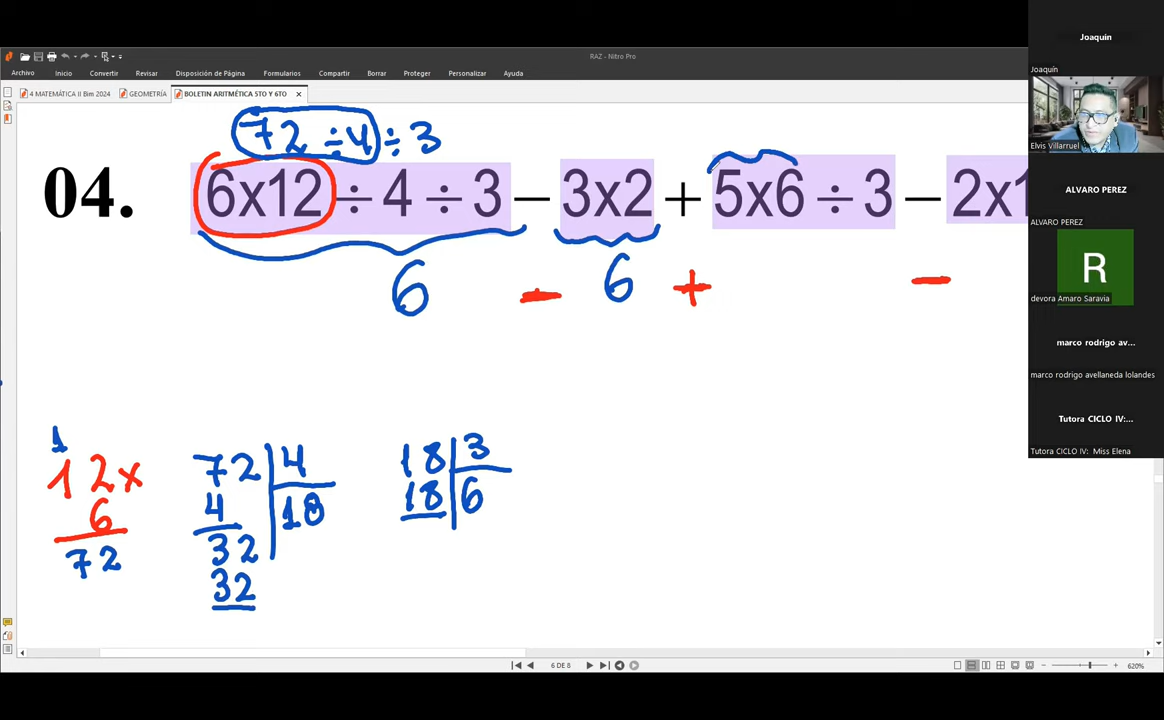 RAZ - Nitro Pro
Archivo Inicio Convertir Revisar Disposición de Página Formularios Compartir Borrar Proteger Personalizar Ayuda
4 MATEMÁTICA II Bim 2024 GEOMETRÍA BOLETIN ARITMÉTICA 5TO Y 6TO
72 ÷ 4 ÷ 3
04. 6x12 ÷ 4 ÷ 3 – 3x2 + 5x6 ÷ 3 – 2x1
6 - 6 + -
1
12x
6
72
72 4
4 18
32
32
18 3
18 6
6 DE 8
620%
Joaquín
Joaquín
Elvis Villarruel
ALVARO PEREZ
ALVARO PEREZ
R
devora Amaro Saravia
marco rodrigo av...
marco rodrigo avellaneda lolandes
Tutora CICLO IV:...
Tutora CICLO IV: Miss Elena